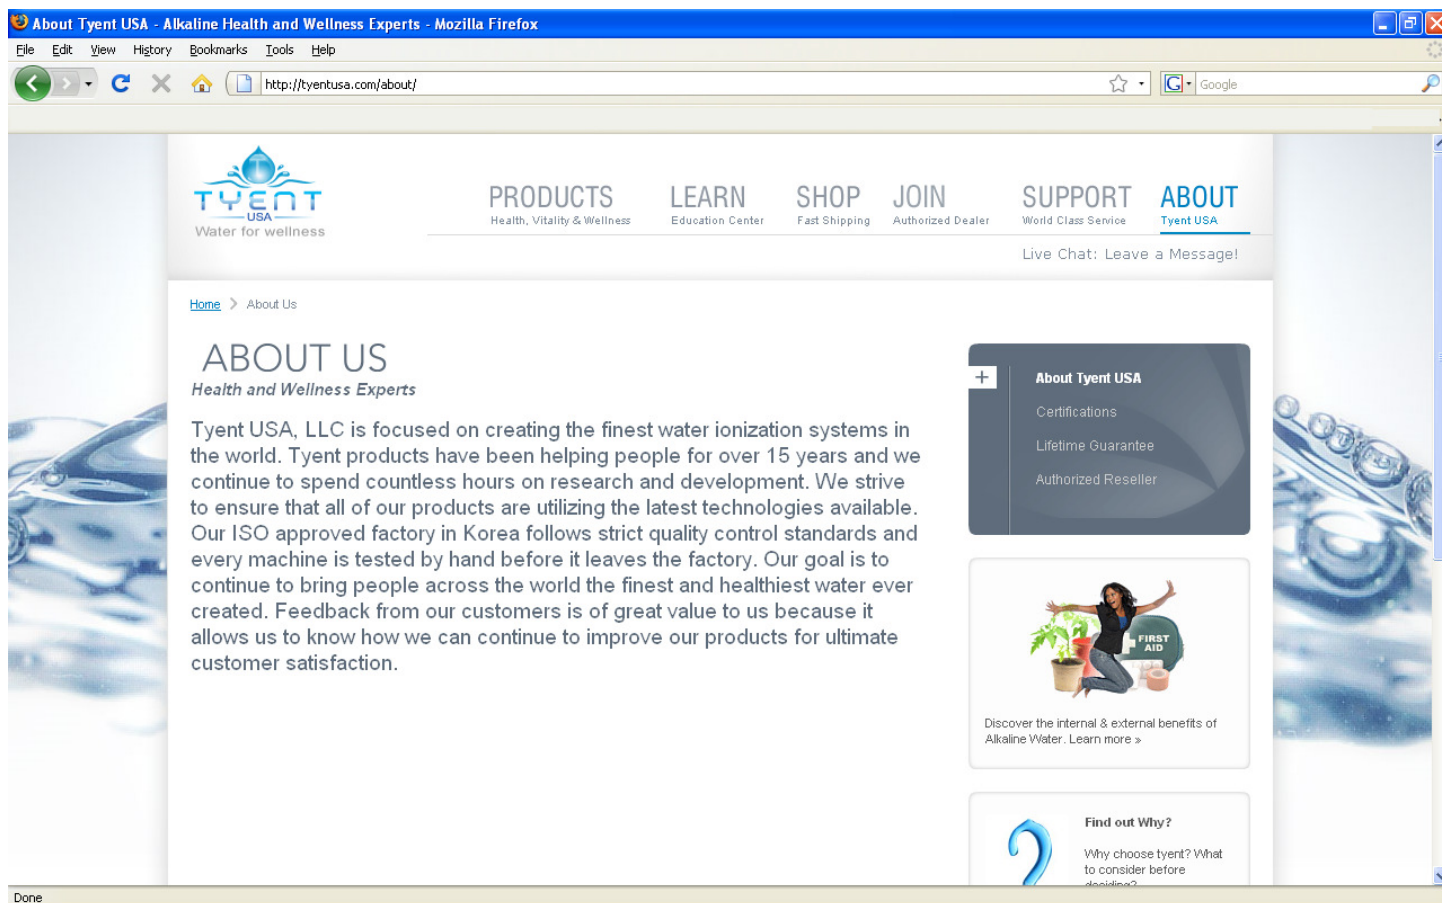 About Tyent USA - Alkaline Health and Wellness Experts - Mozilla Firefox
File Edit View History Bookmarks Tools Help
http://tyentusa.com/about/
G Google
TYENT
USA
Water for wellness
PRODUCTS LEARN SHOP JOIN SUPPORT ABOUT
Health, Vitality & Wellness Education Center Fast Shipping Authorized Dealer World Class Service Tyent USA
Live Chat: Leave a Message!
Home > About Us
ABOUT US
Health and Wellness Experts
Tyent USA, LLC is focused on creating the finest water ionization systems in
the world. Tyent products have been helping people for over 15 years and we
continue to spend countless hours on research and development. We strive
to ensure that all of our products are utilizing the latest technologies available.
Our ISO approved factory in Korea follows strict quality control standards and
every machine is tested by hand before it leaves the factory. Our goal is to
continue to bring people across the world the finest and healthiest water ever
created. Feedback from our customers is of great value to us because it
allows us to know how we can continue to improve our products for ultimate
customer satisfaction.
+ About Tyent USA
Certifications
Lifetime Guarantee
Authorized Reseller
FIRST
AID
Discover the internal & external benefits of
Alkaline Water. Learn more »
?
Find out Why?
Why choose tyent? What
to consider before
deciding?
Done